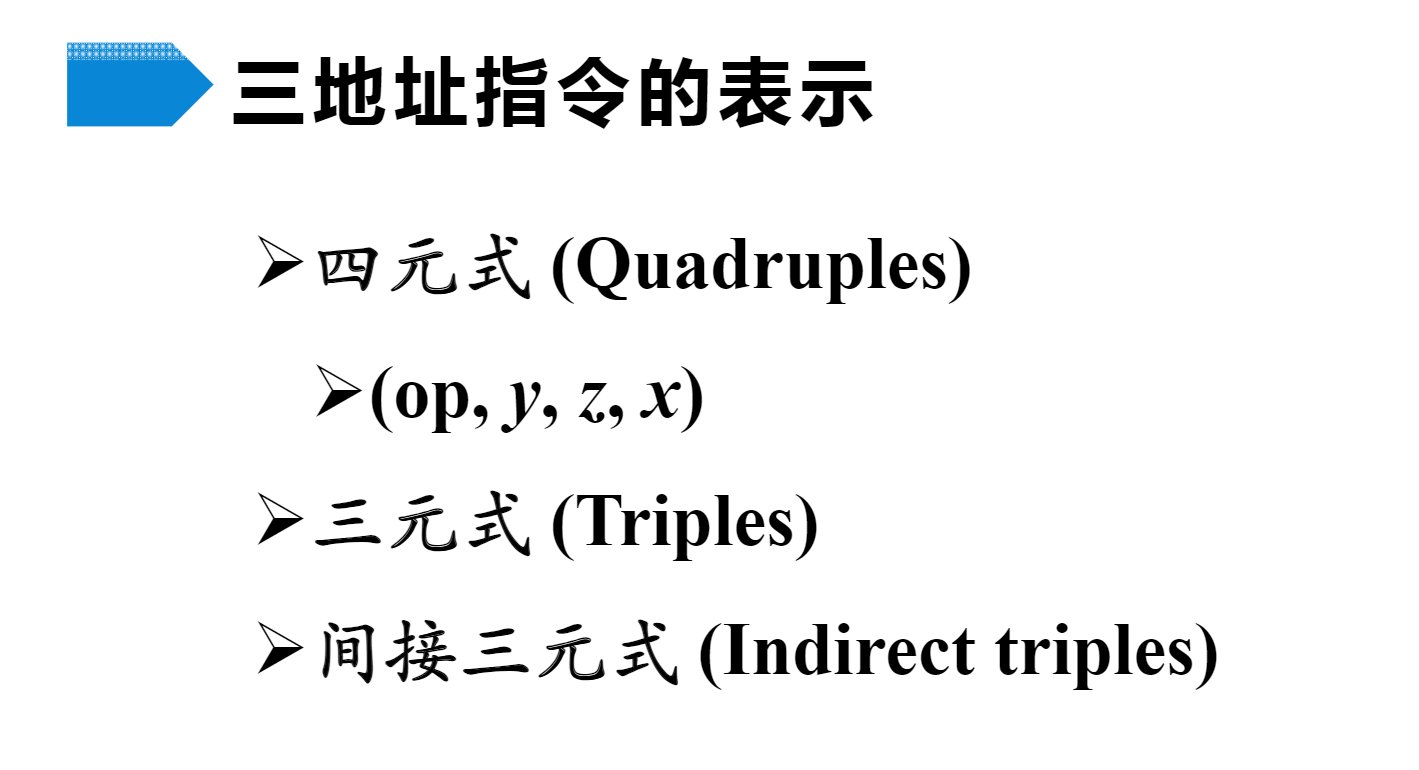 三地址指令的表示
➢四元式 (Quadruples)
➢(op, y, z, x)
➢三元式 (Triples)
➢间接三元式 (Indirect triples)